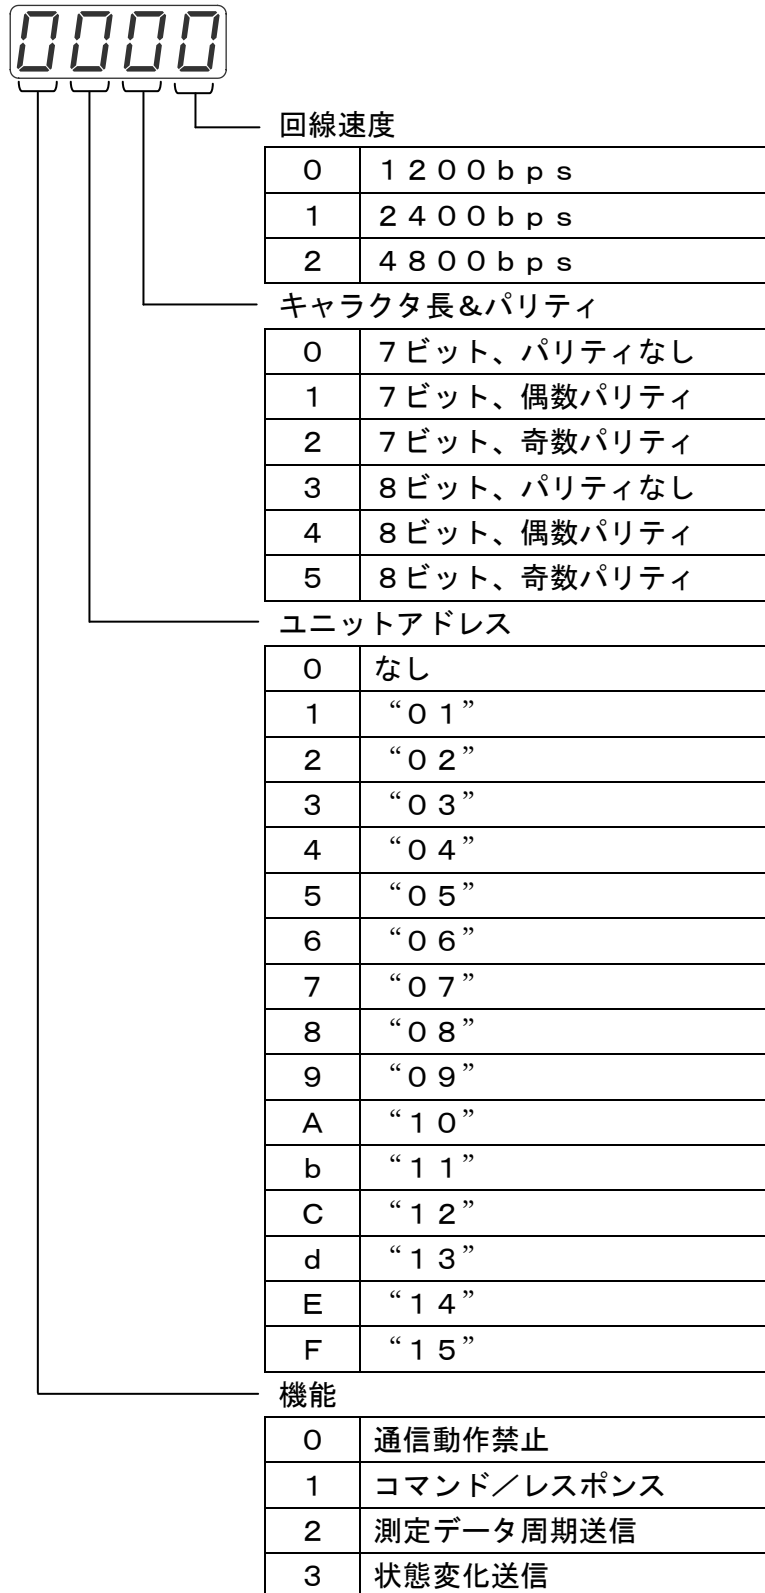 0000
回線速度
０ １２００ｂｐｓ
１ ２４００ｂｐｓ
２ ４８００ｂｐｓ
キャラクタ長＆パリティ
０ ７ビット、パリティなし
１ ７ビット、偶数パリティ
２ ７ビット、奇数パリティ
３ ８ビット、パリティなし
４ ８ビット、偶数パリティ
５ ８ビット、奇数パリティ
ユニットアドレス
０ なし
１ “０１”
２ “０２”
３ “０３”
４ “０４”
５ “０５”
６ “０６”
７ “０７”
８ “０８”
９ “０９”
Ａ “１０”
ｂ “１１”
Ｃ “１２”
ｄ “１３”
Ｅ “１４”
Ｆ “１５”
機能
０ 通信動作禁止
１ コマンド／レスポンス
２ 測定データ周期送信
３ 状態変化送信